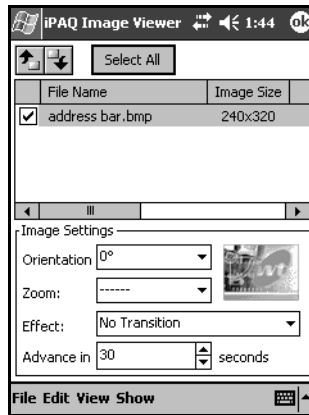 iPAQ Image Viewer 1:44 ok
Select All
File Name Image Size
address bar.bmp 240x320
Image Settings
Orientation 0°
Zoom: ------
Effect: No Transition
Advance in 30 seconds
File Edit View Show